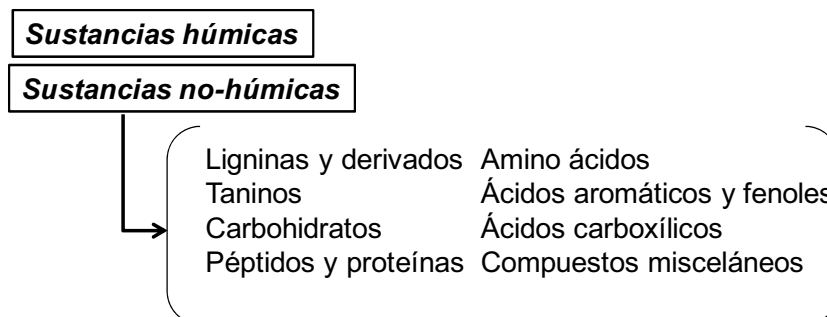 Sustancias húmicas
Sustancias no-húmicas
Ligninas y derivados Amino ácidos
Taninos Ácidos aromáticos y fenoles
Carbohidratos Ácidos carboxílicos
Péptidos y proteínas Compuestos misceláneos